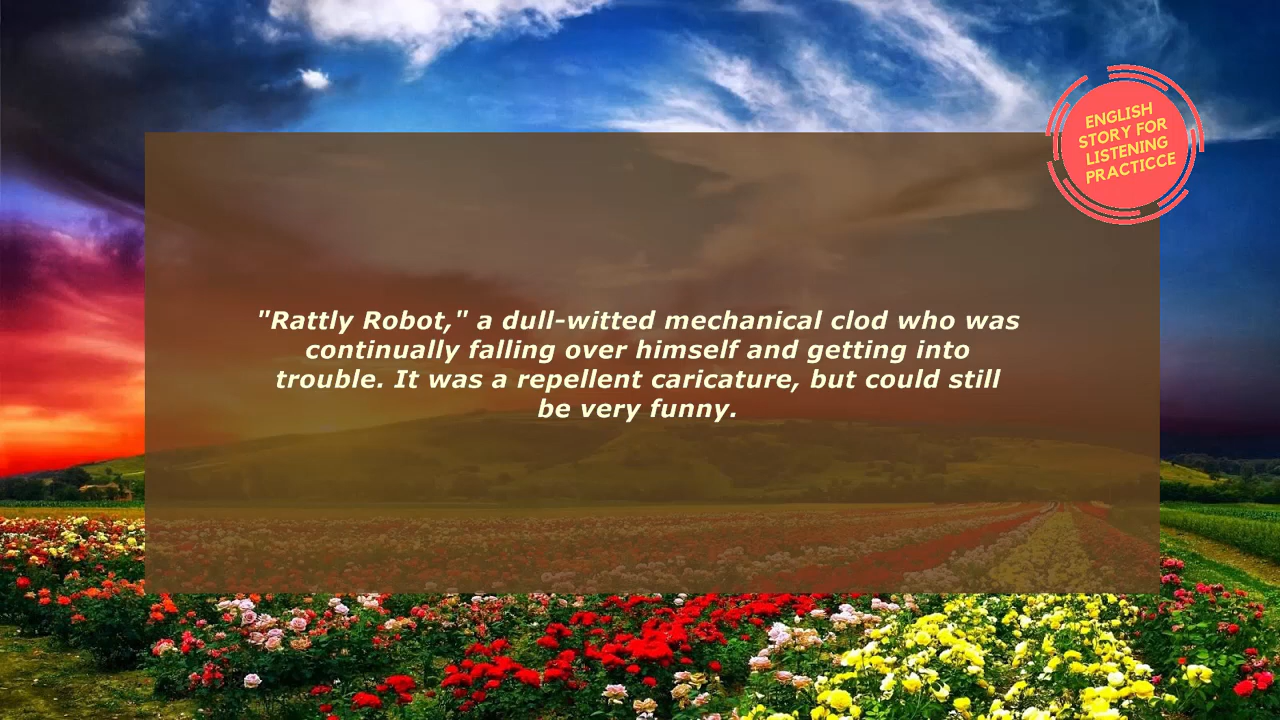 ENGLISH
STORY FOR
LISTENING
PRACTICCE
"Rattly Robot," a dull-witted mechanical clod who was
continually falling over himself and getting into
trouble. It was a repellent caricature, but could still
be very funny.